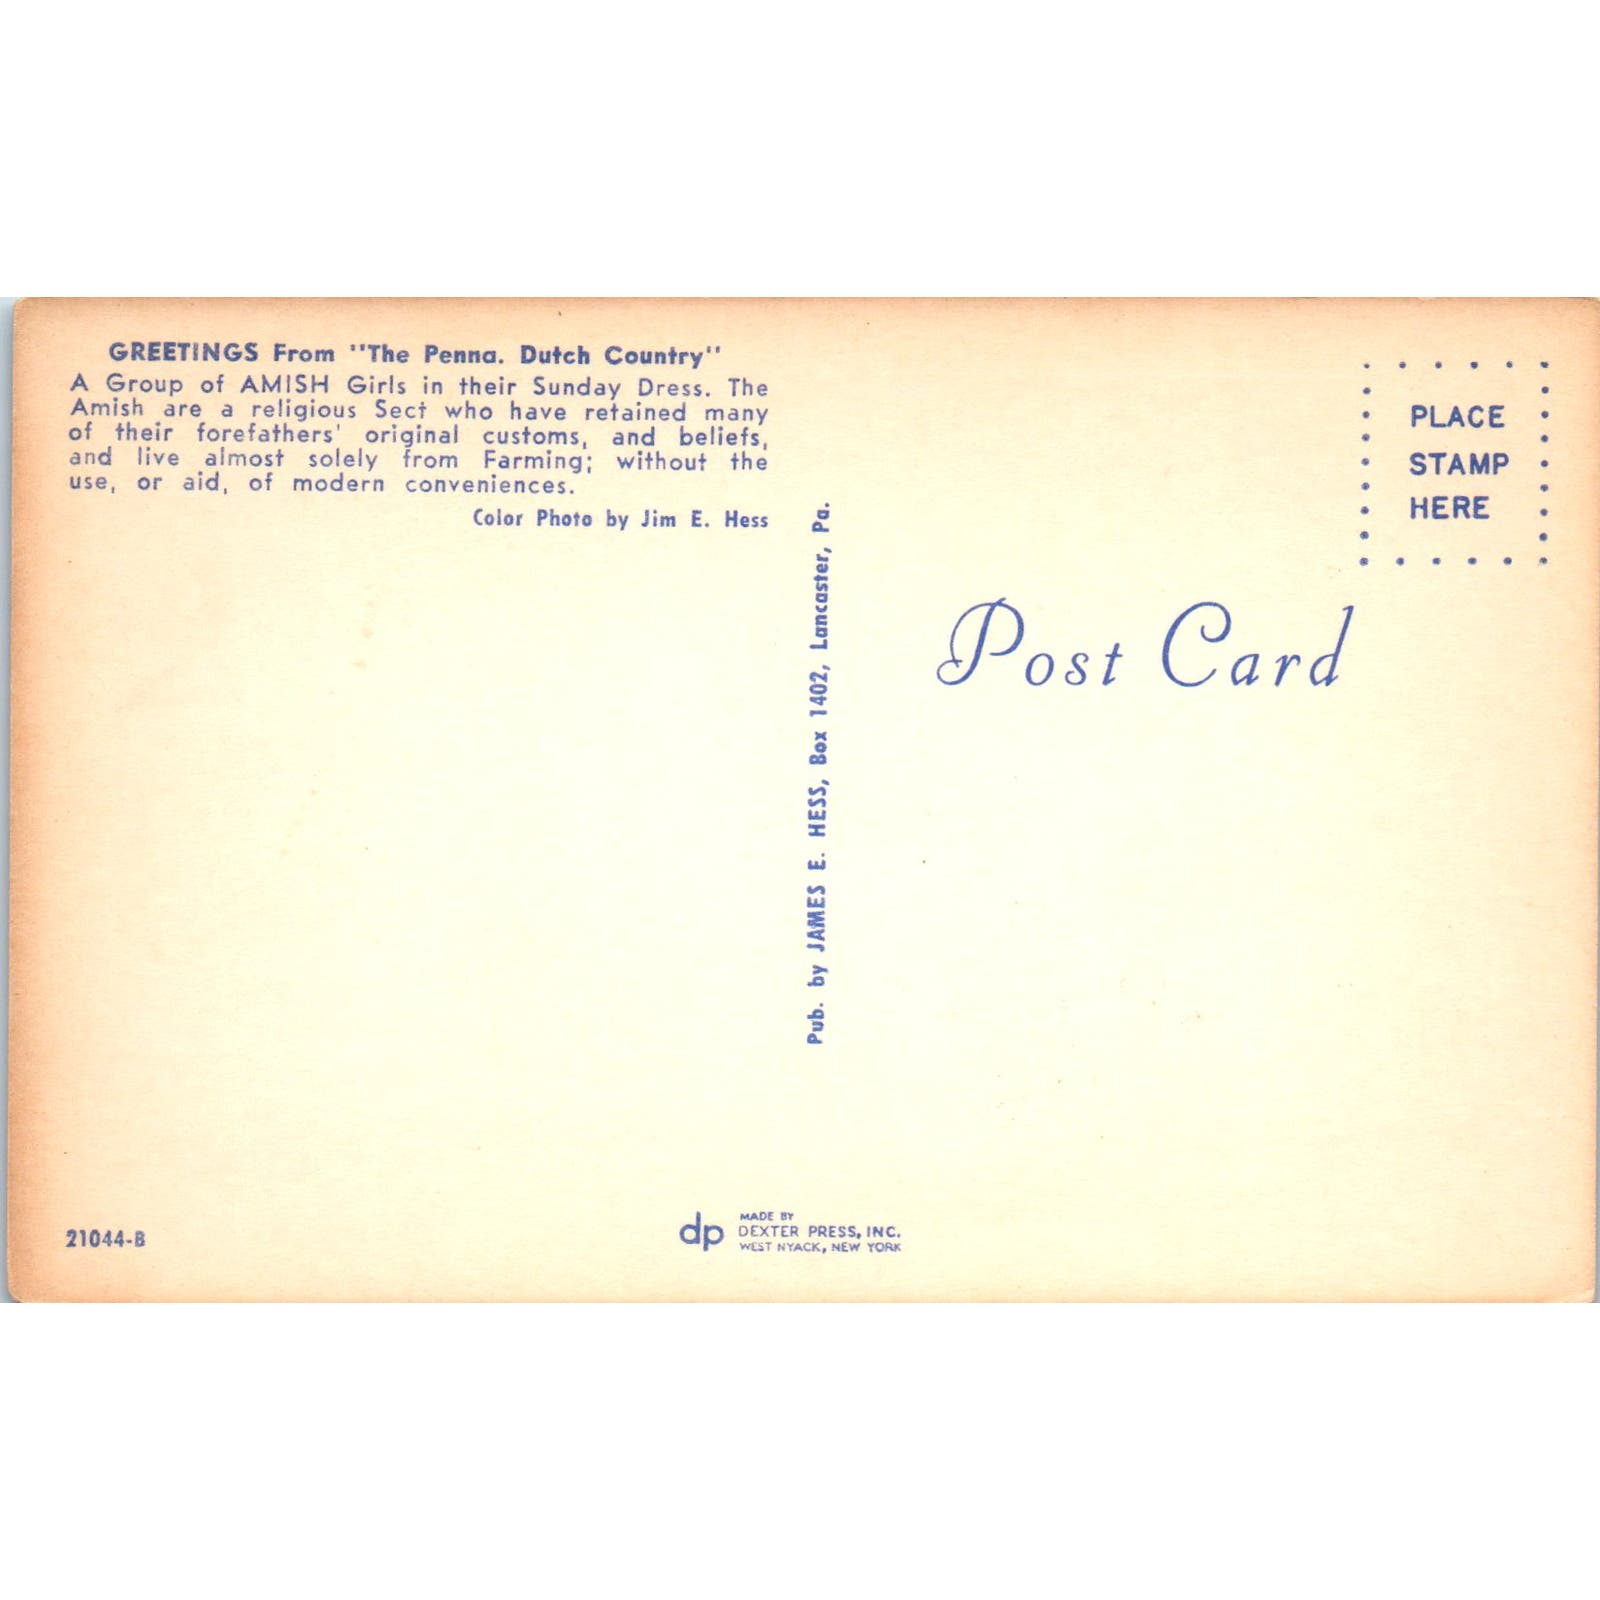 GREETINGS From "The Penna. Dutch Country"
A Group of AMISH Girls in their Sunday Dress. The
Amish are a religious Sect who have retained many
of their forefathers' original customs, and beliefs,
and live almost solely from Farming; without the
use, or aid, of modern conveniences.
Color Photo by Jim E. Hess
Pub. by JAMES E. HESS, Box 1402, Lancaster, Pa.
PLACE
STAMP
HERE
Post Card
21044-B
dp
MADE BY
DEXTER PRESS, INC.
WEST NYACK, NEW YORK